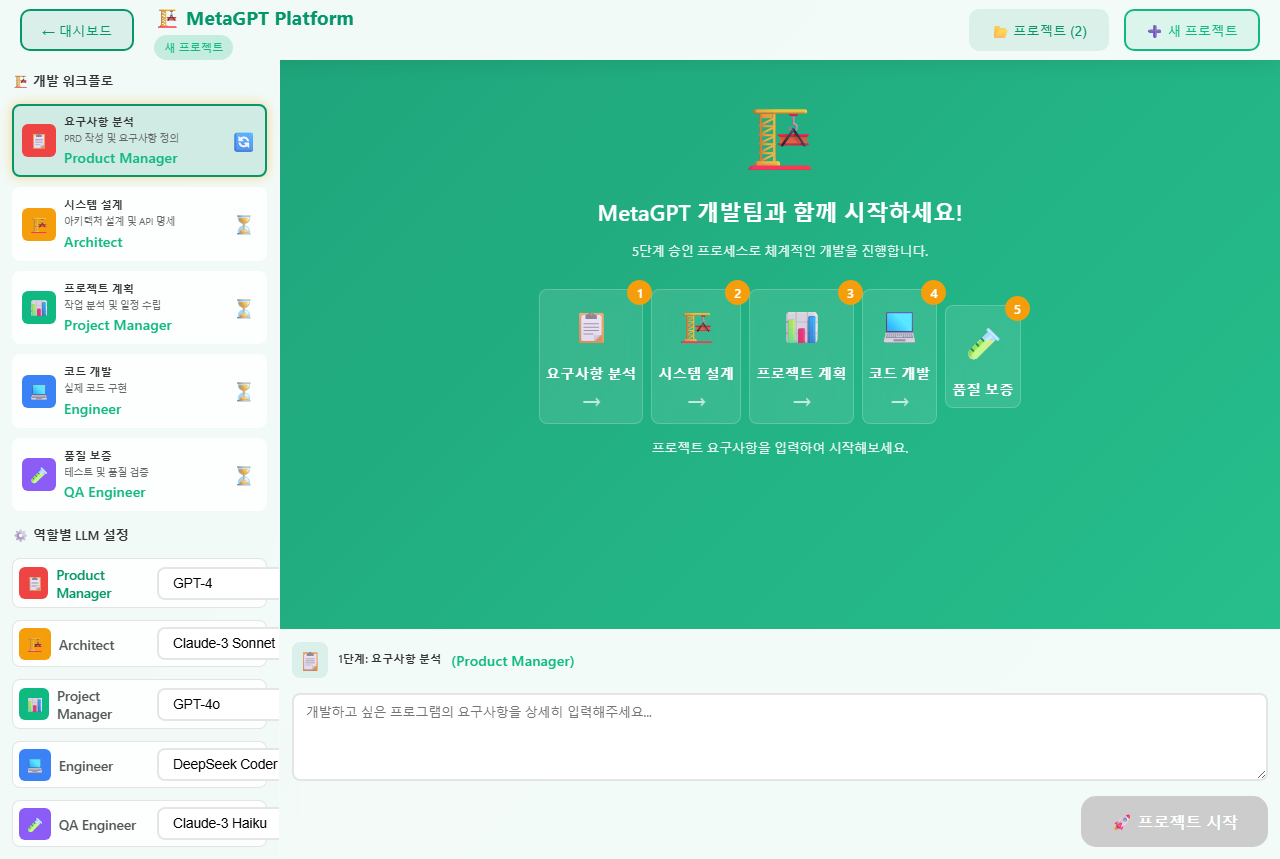 ← 대시보드
MetaGPT Platform
새 프로젝트
프로젝트 (2)
새 프로젝트
개발 워크플로
요구사항 분석
PRD 작성 및 요구사항 정의
Product Manager
시스템 설계
아키텍처 설계 및 API 명세
Architect
프로젝트 계획
작업 분석 및 일정 수립
Project Manager
코드 개발
실제 코드 구현
Engineer
품질 보증
테스트 및 품질 검증
QA Engineer
역할별 LLM 설정
Product Manager
GPT-4
Architect
Claude-3 Sonnet
Project Manager
GPT-4o
Engineer
DeepSeek Coder
QA Engineer
Claude-3 Haiku
MetaGPT 개발팀과 함께 시작하세요!
5단계 승인 프로세스로 체계적인 개발을 진행합니다.
1
요구사항 분석
→
2
시스템 설계
→
3
프로젝트 계획
→
4
코드 개발
→
5
품질 보증
프로젝트 요구사항을 입력하여 시작해보세요.
1단계: 요구사항 분석 (Product Manager)
개발하고 싶은 프로그램의 요구사항을 상세히 입력해주세요...
프로젝트 시작